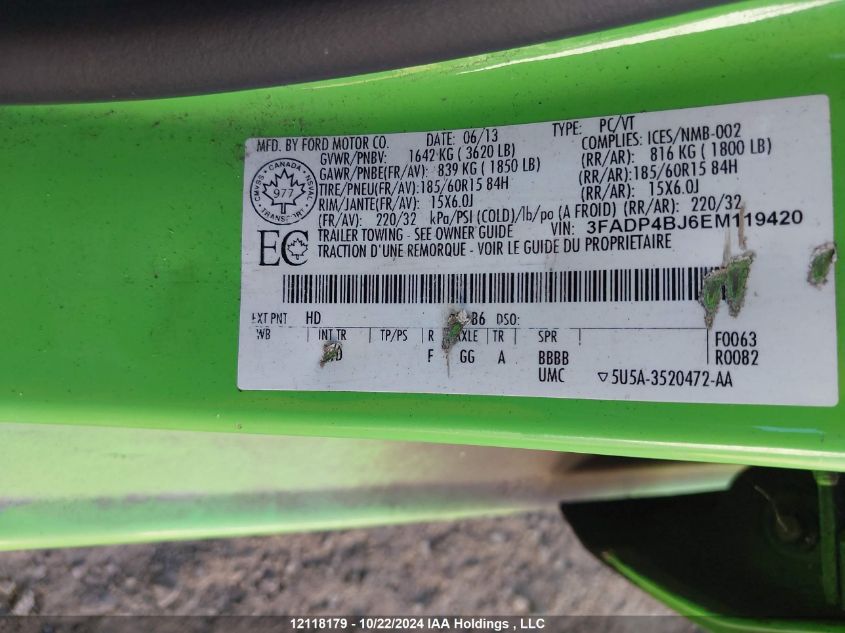 MFD. BY FORD MOTOR CO. DATE: 06/13 TYPE: PC/VT
GVWR/PNBV: 1642 KG ( 3620 LB) COMPLIES: ICES/NMB-002
GAWR/PNBE(FR/AV): 839 KG ( 1850 LB) (RR/AR): 816 KG ( 1800 LB)
TIRE/PNEU(FR/AV):185/60R15 84H (RR/AR):185/60R15 84H
RIM/JANTE(FR/AV): 15X6.0J (RR/AR): 15X6.0J
(FR/AV): 220/32 kPa/PSI (COLD)/lb/po (A FROID) (RR/AR): 220/32
TRAILER TOWING - SEE OWNER GUIDE VIN: 3FADP4BJ6EM119420
TRACTION D'UNE REMORQUE - VOIR LE GUIDE DU PROPRIETAIRE
CANADA
CMVSS NSVAC
977
TRANSPORT
EC
EXT PNT HD B6 DSO:
WB INT TR TP/PS R AXLE TR SPR F0063
F GG A BBBB R0082
UMC ▽5U5A-3520472-AA
12118179 - 10/22/2024 IAA Holdings , LLC